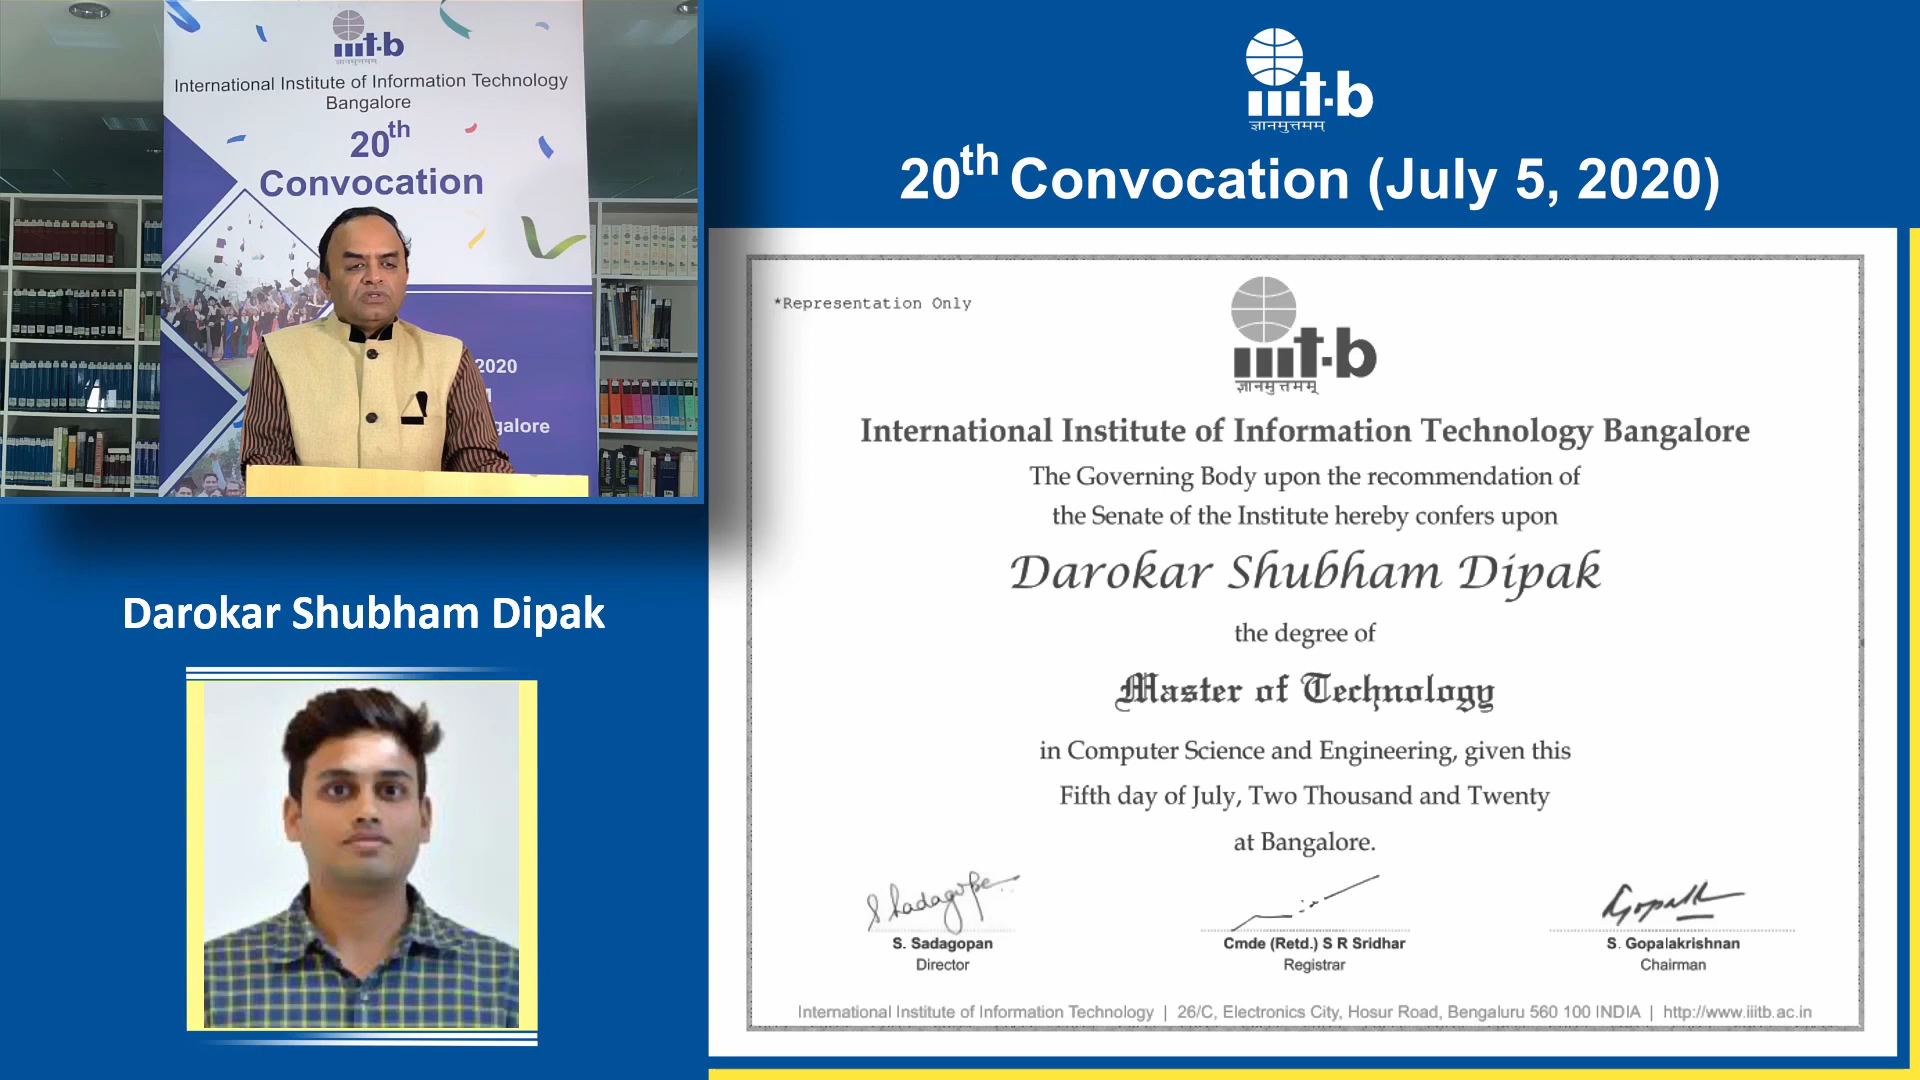 iiit-b
ज्ञानमुत्तमम्
International Institute of Information Technology
Bangalore
20th
Convocation
2020
galore
iiit-b
ज्ञानमुत्तमम्
20th Convocation (July 5, 2020)
Darokar Shubham Dipak
*Representation Only
iiit-b
ज्ञानमुत्तमम्
International Institute of Information Technology Bangalore
The Governing Body upon the recommendation of
the Senate of the Institute hereby confers upon
Darokar Shubham Dipak
the degree of
Master of Technology
in Computer Science and Engineering, given this
Fifth day of July, Two Thousand and Twenty
at Bangalore.
S. Sadagopan
Director
Cmde (Retd.) S R Sridhar
Registrar
S. Gopalakrishnan
Chairman
International Institute of Information Technology | 26/C, Electronics City, Hosur Road, Bengaluru 560 100 INDIA | http://www.iiitb.ac.in